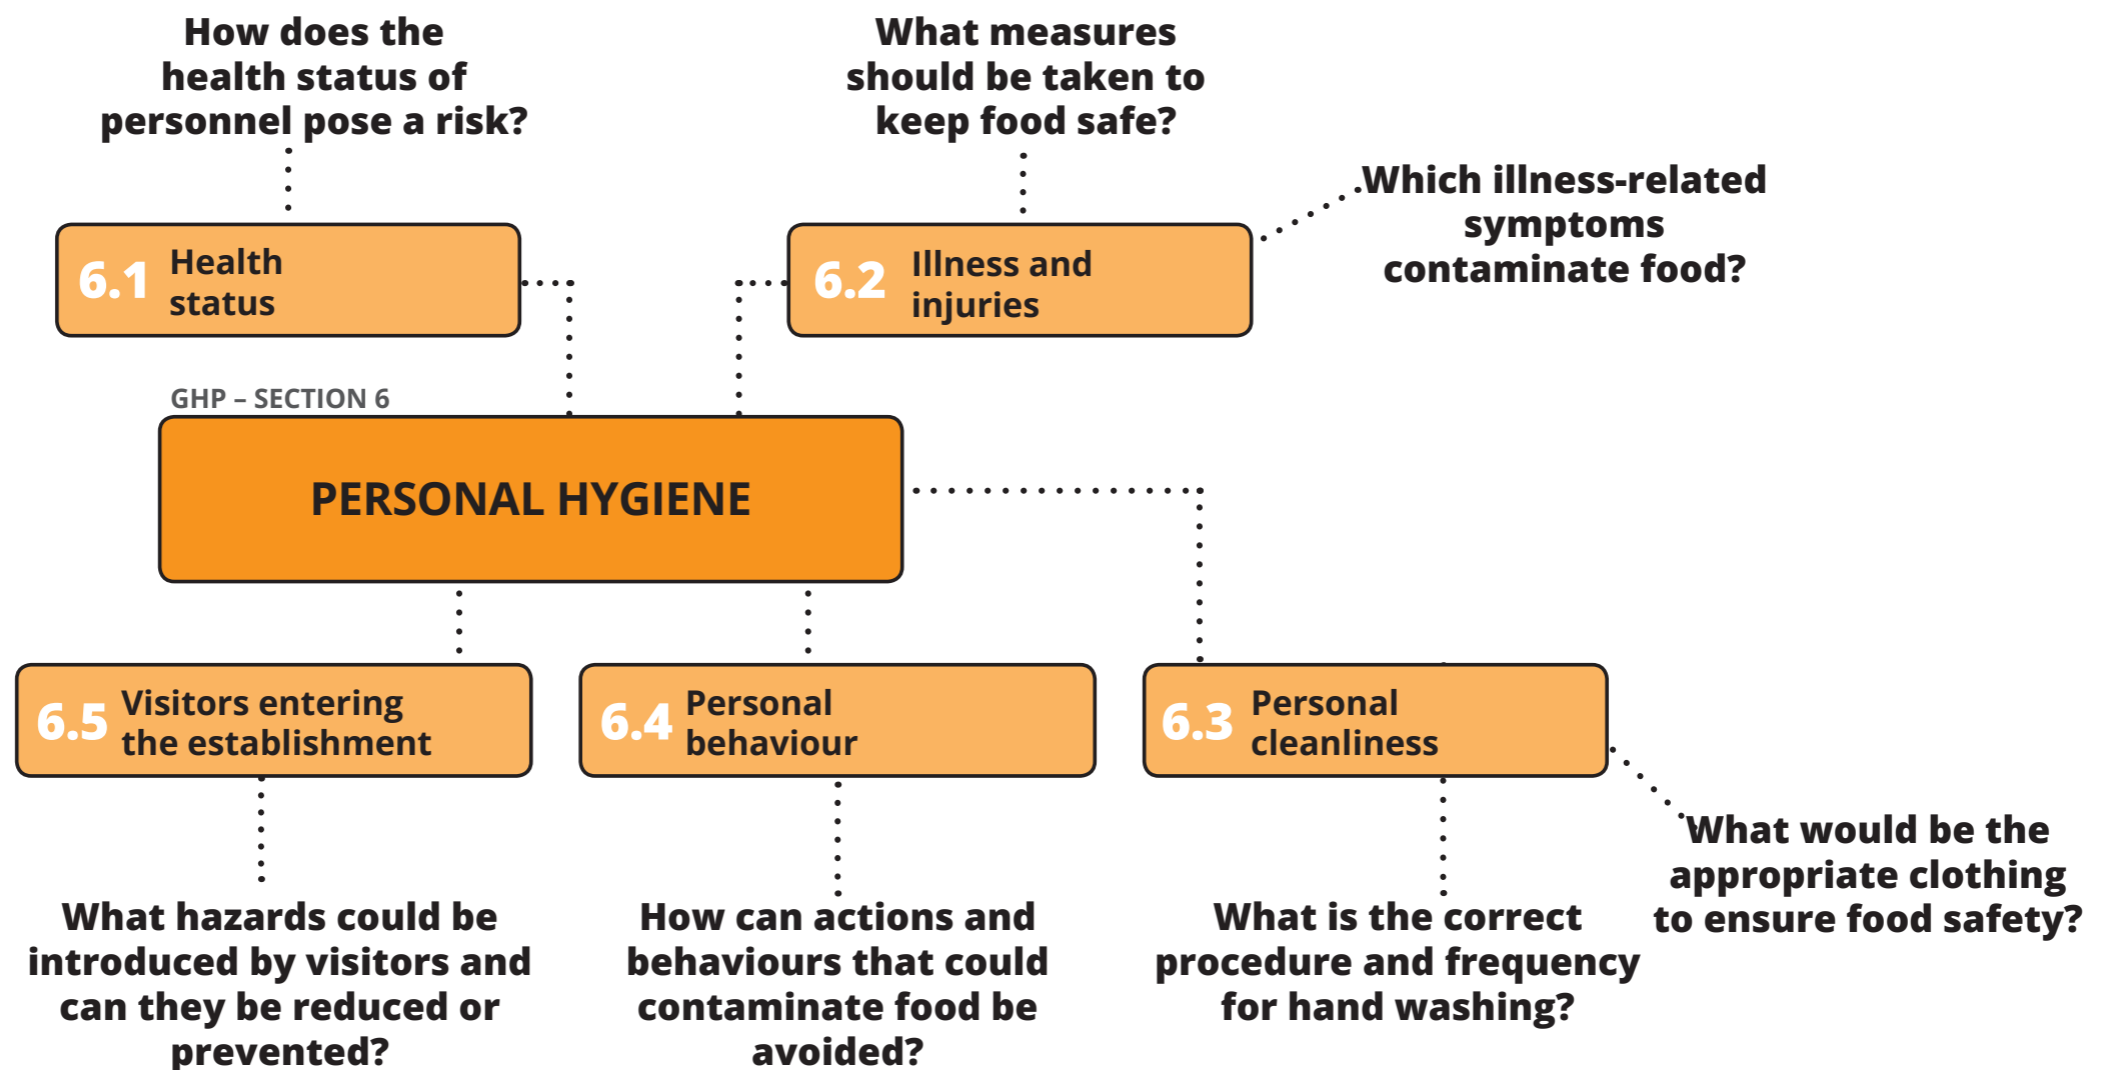 How does the
health status of
personnel pose a risk?
What measures
should be taken to
keep food safe?
Which illness-related
symptoms
contaminate food?
6.1 Health
status
6.2 Illness and
injuries
GHP – SECTION 6
PERSONAL HYGIENE
6.5 Visitors entering
the establishment
6.4 Personal
behaviour
6.3 Personal
cleanliness
What would be the
appropriate clothing
to ensure food safety?
What hazards could be
introduced by visitors and
can they be reduced or
prevented?
How can actions and
behaviours that could
contaminate food be
avoided?
What is the correct
procedure and frequency
for hand washing?